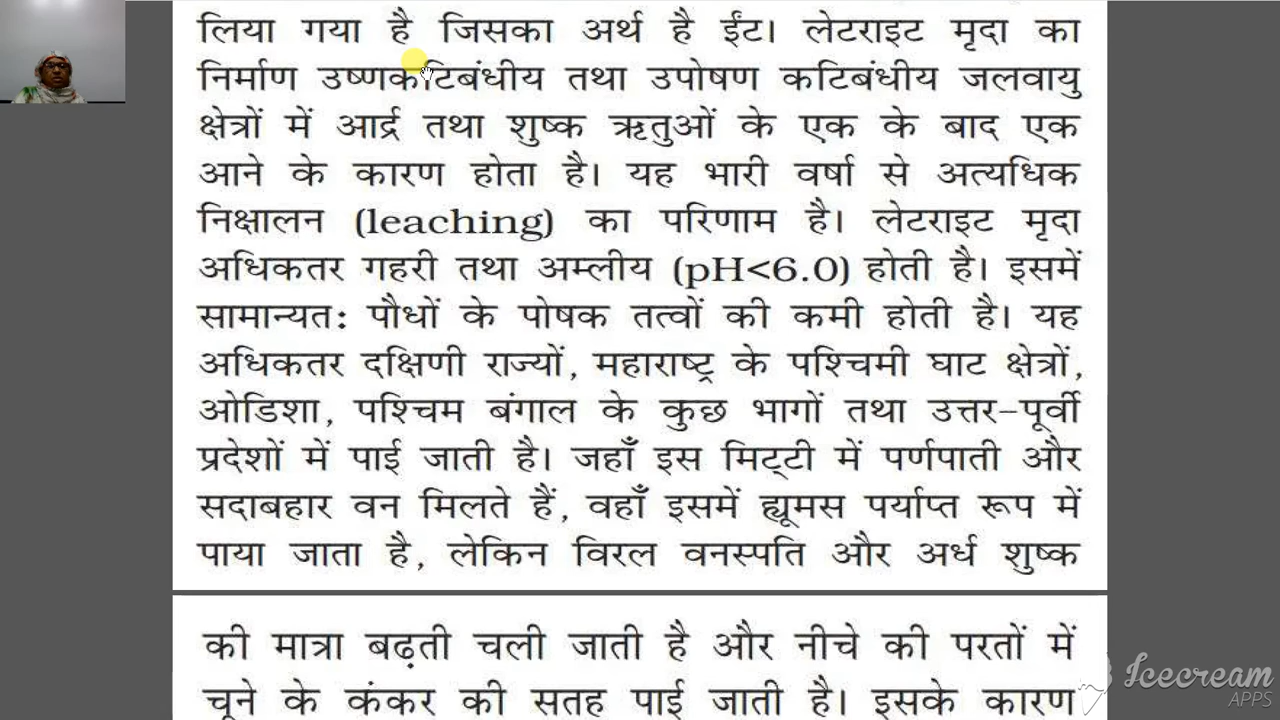 लिया गया है जिसका अर्थ है ईंट। लेटराइट मृदा का
निर्माण उष्णकटिबंधीय तथा उपोषण कटिबंधीय जलवायु
क्षेत्रों में आर्द्र तथा शुष्क ऋतुओं के एक के बाद एक
आने के कारण होता है। यह भारी वर्षा से अत्यधिक
निक्षालन (leaching) का परिणाम है। लेटराइट मृदा
अधिकतर गहरी तथा अम्लीय (pH<6.0) होती है। इसमें
सामान्यत: पौधों के पोषक तत्वों की कमी होती है। यह
अधिकतर दक्षिणी राज्यों, महाराष्ट्र के पश्चिमी घाट क्षेत्रों,
ओडिशा, पश्चिम बंगाल के कुछ भागों तथा उत्तर-पूर्वी
प्रदेशों में पाई जाती है। जहाँ इस मिट्टी में पर्णपाती और
सदाबहार वन मिलते हैं, वहाँ इसमें ह्यूमस पर्याप्त रूप में
पाया जाता है, लेकिन विरल वनस्पति और अर्ध शुष्क
की मात्रा बढ़ती चली जाती है और नीचे की परतों में
चूने के कंकर की सतह पाई जाती है। इसके कारण
Icecream
APPS